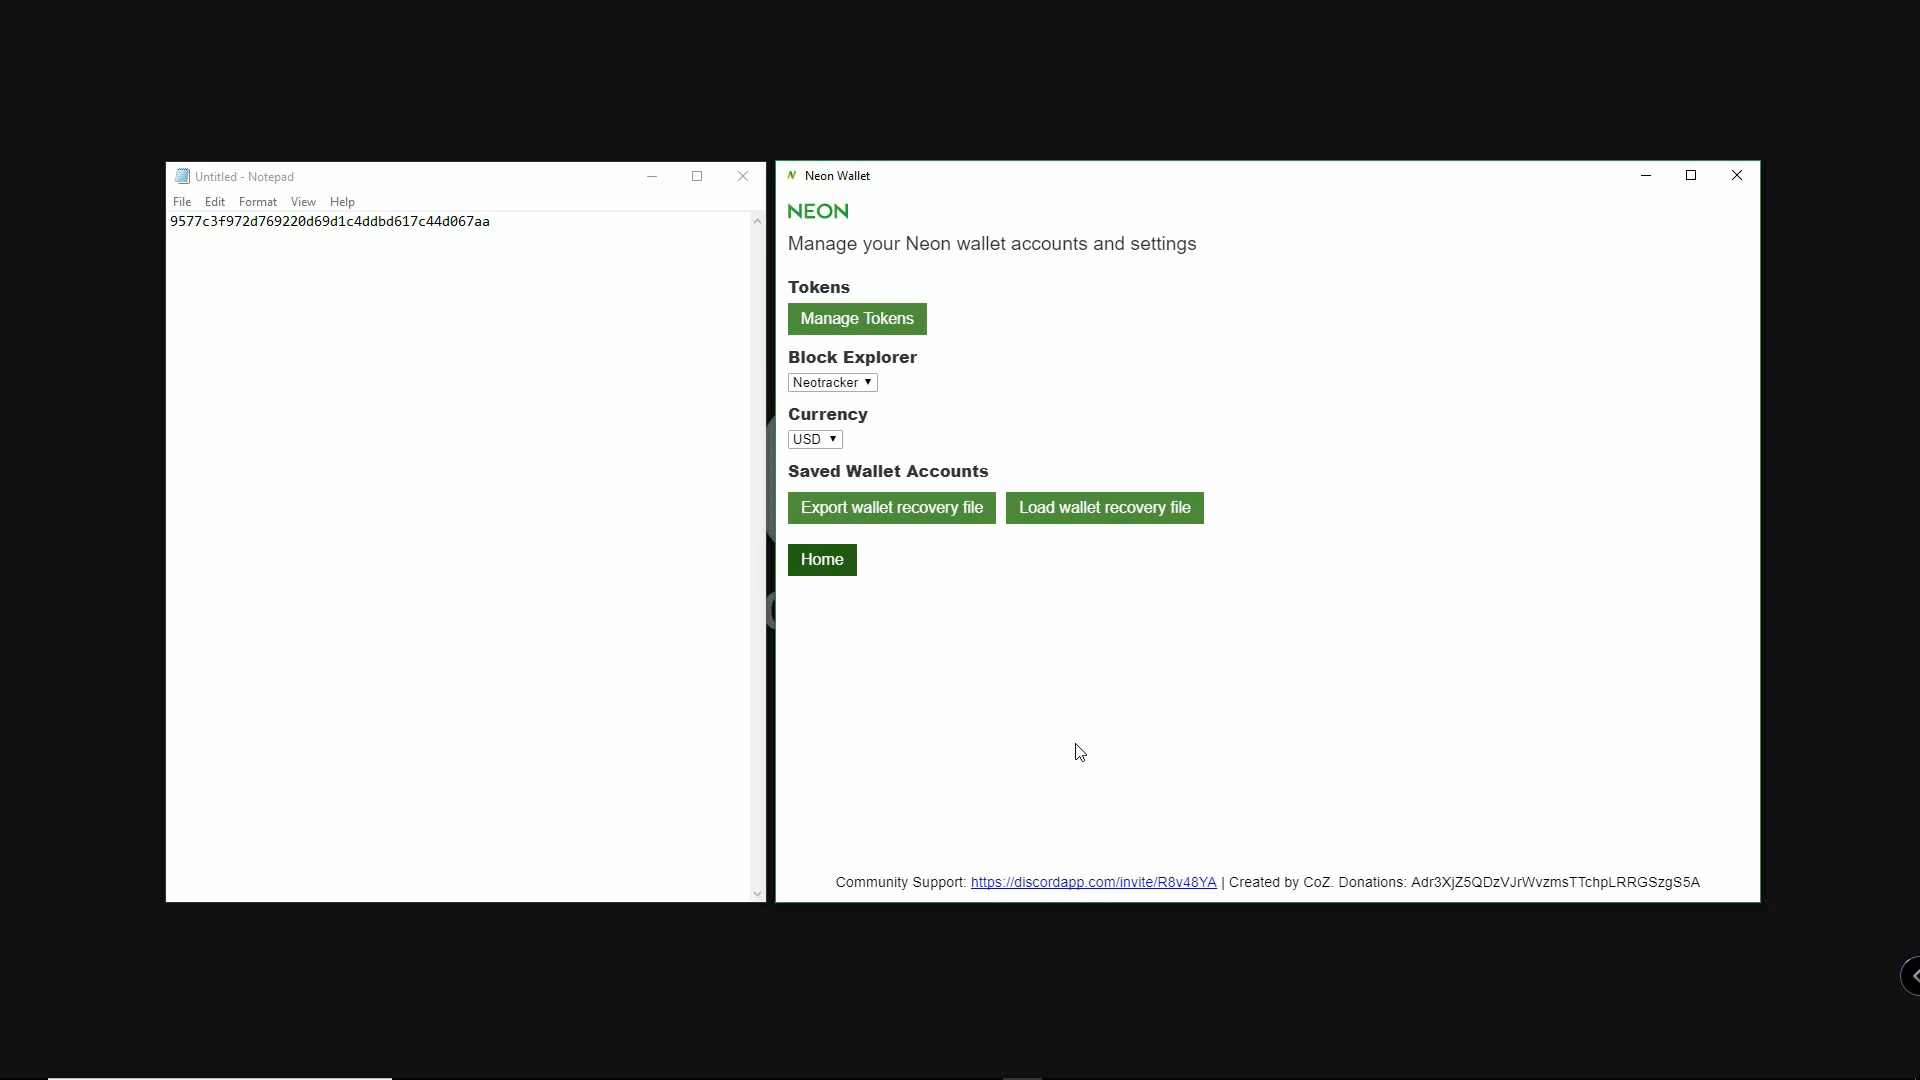 Untitled - Notepad
File Edit Format View Help
9577c3f972d769220d69d1c4ddbd617c44d067aa
Neon Wallet
NEON
Manage your Neon wallet accounts and settings
Tokens
Manage Tokens
Block Explorer
Neotracker
Currency
USD
Saved Wallet Accounts
Export wallet recovery file Load wallet recovery file
Home
Community Support: https://discordapp.com/invite/R8v48YA | Created by CoZ. Donations: Adr3XjZ5QDzVJrWvzmsTTchpLRRGSzgS5A